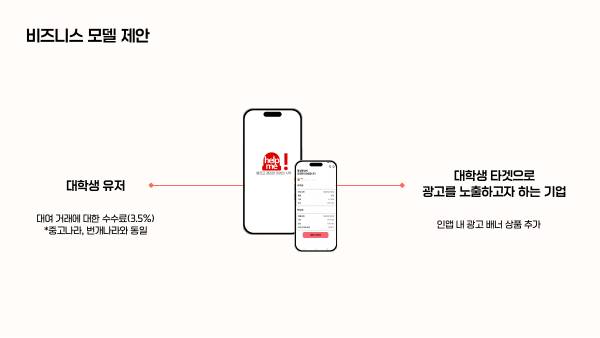 비즈니스 모델 제안
help
me
!
대학생 유저
대여 거래에 대한 수수료(3.5%)
*중고나라, 번개나라와 동일
대학생 타겟으로
광고를 노출하고자 하는 기업
인앱 내 광고 배너 상품 추가